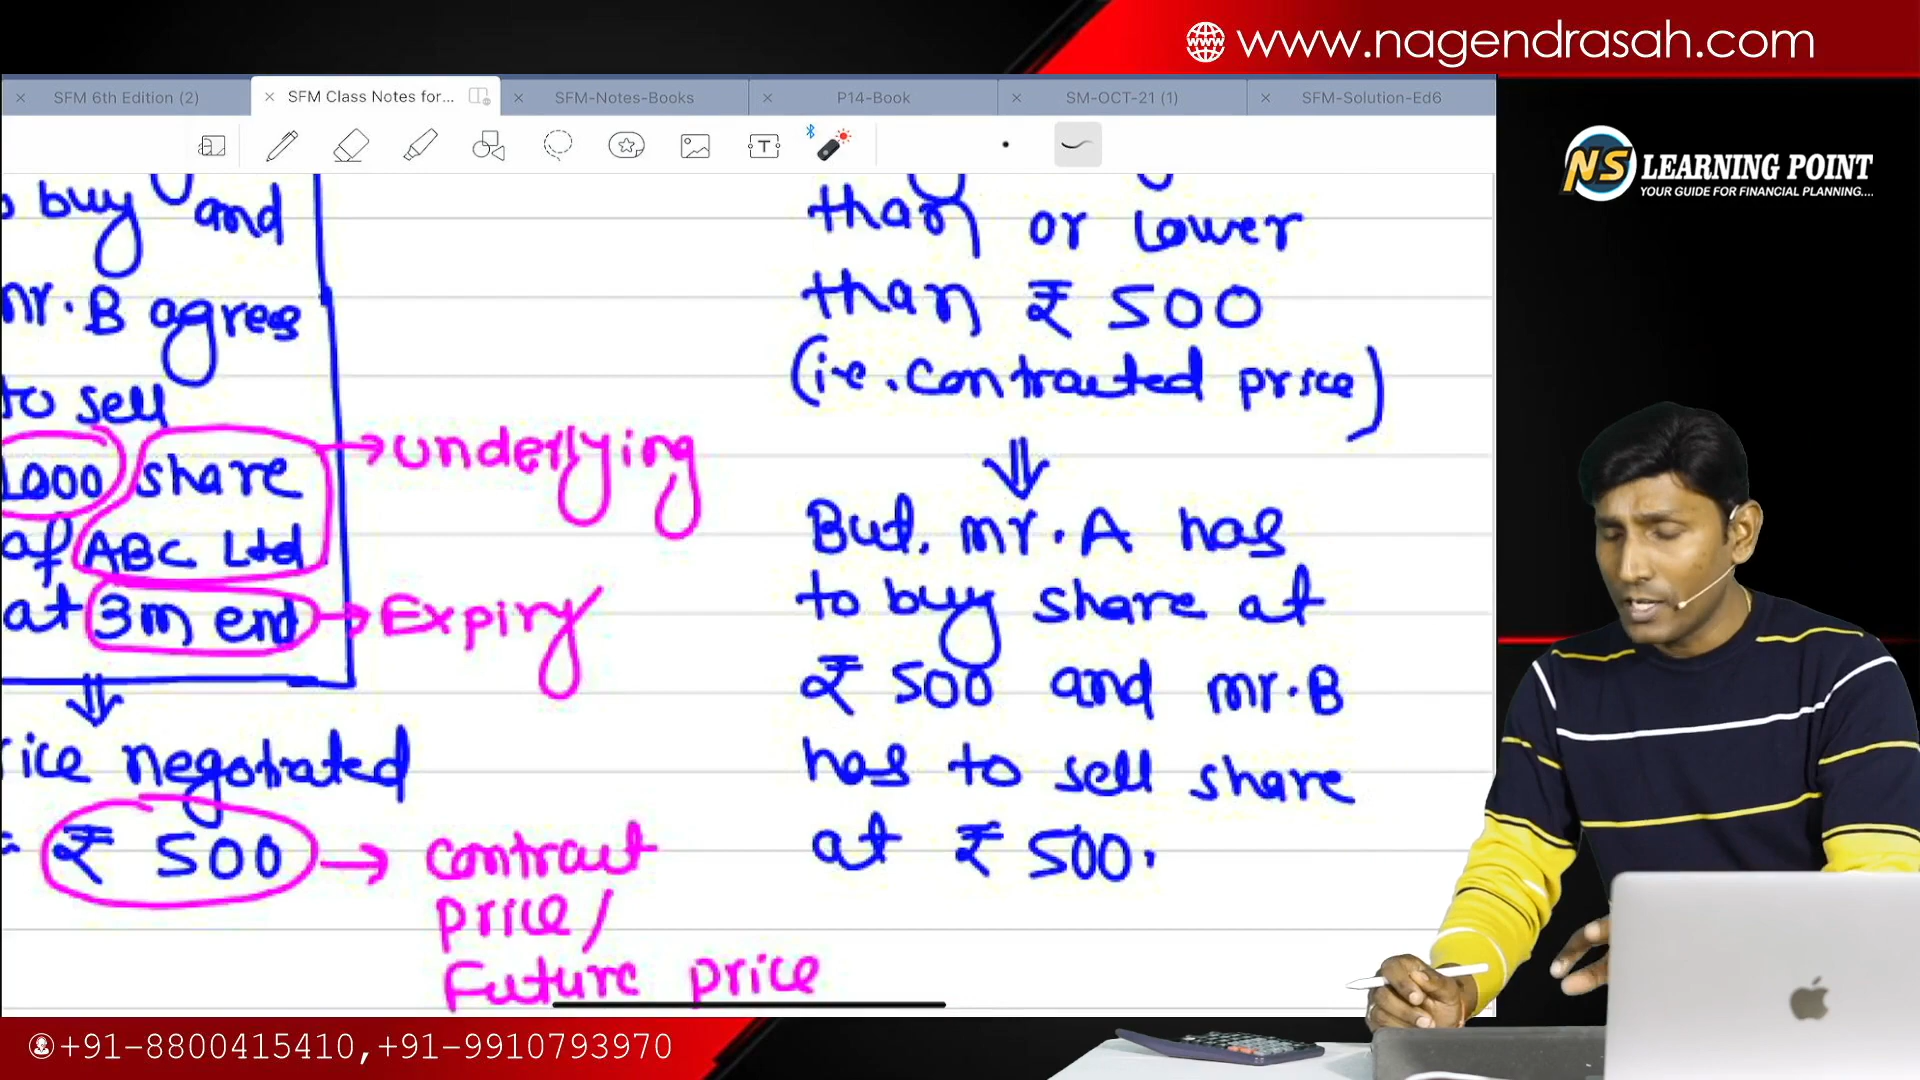 www.nagendrasah.com
SFM 6th Edition (2)
SFM Class Notes for...
SFM-Notes-Books
P14-Book
SM-OCT-21 (1)
SFM-Solution-Ed6
NS LEARNING POINT
YOUR GUIDE FOR FINANCIAL PLANNING....
buy and
Mr. B agrees
to sell
1000 share
of ABC Ltd
at 3m end
negotiated
₹ 500
→ Underlying
→ Expiry
→ contract
price/
Future price
than or lower
than ₹ 500
(i.e. contracted price)
But, mr. A has
to buy share at
₹ 500 and mr. B
has to sell share
at ₹ 500.
+91-8800415410,+91-9910793970